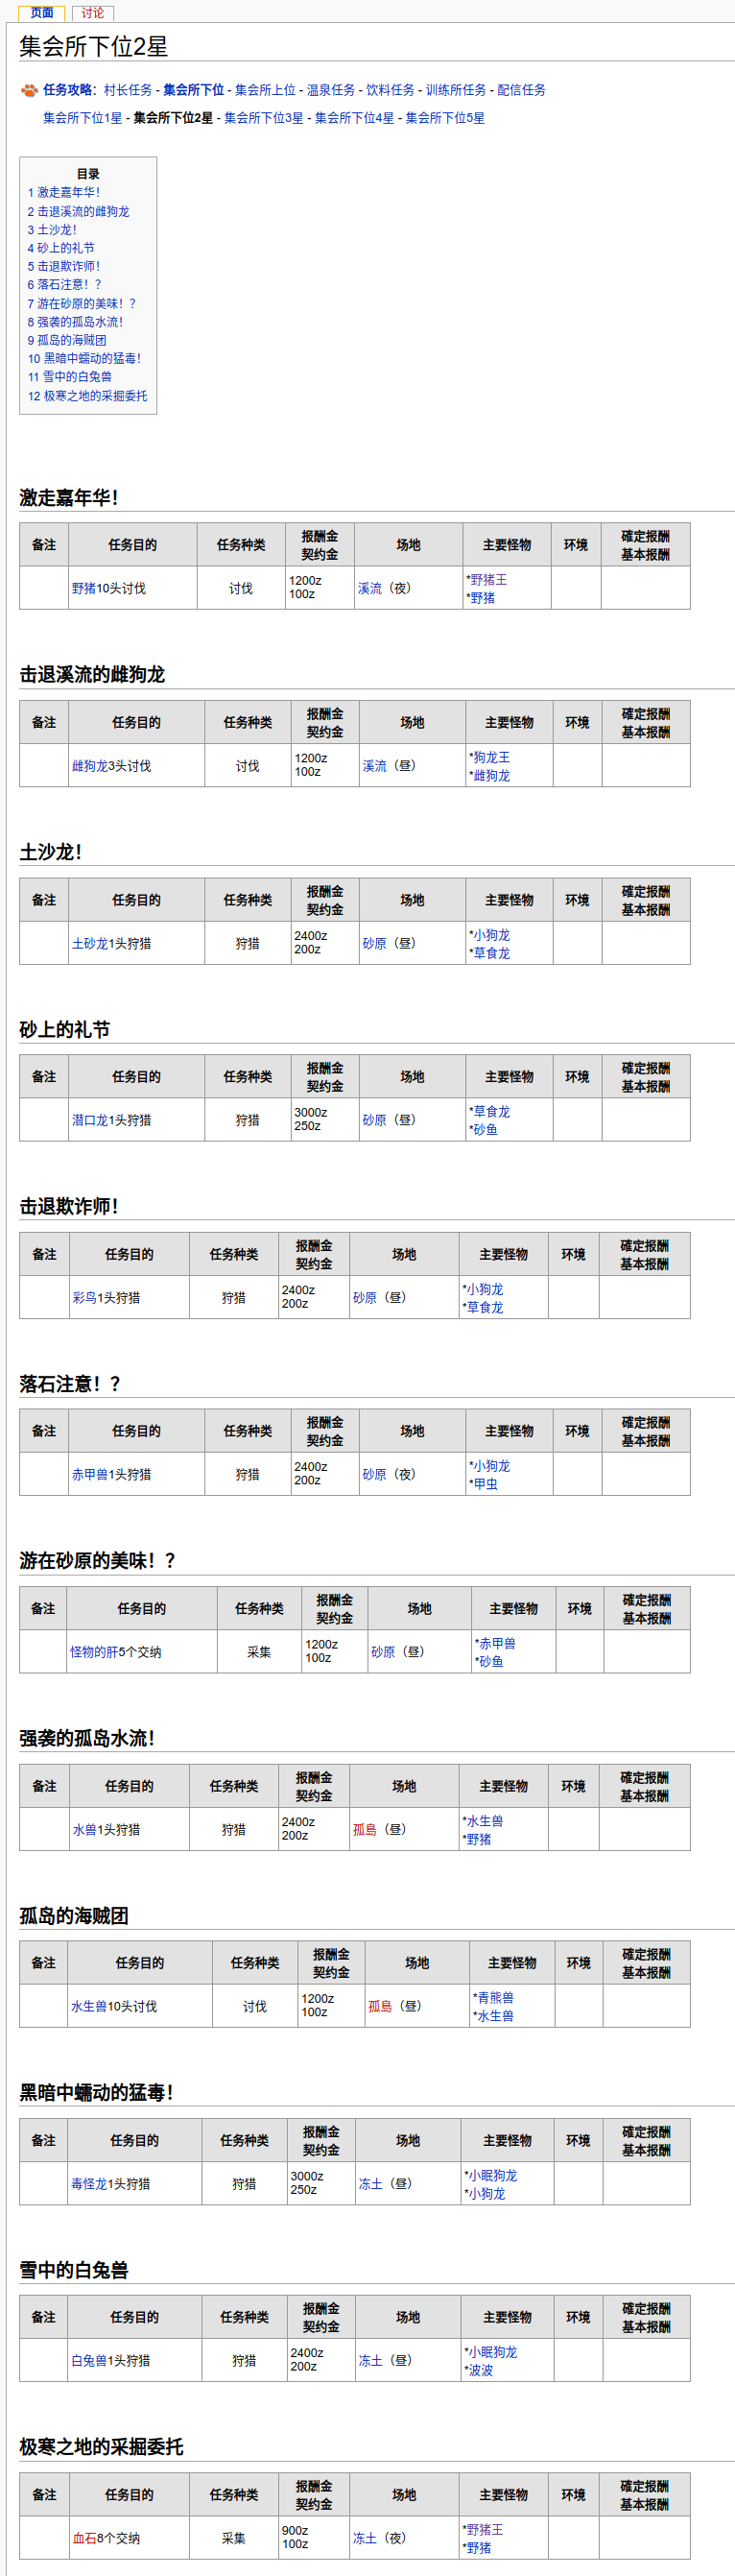 页面 讨论
集会所下位2星
任务攻略：村长任务 - 集会所下位 - 集会所上位 - 温泉任务 - 饮料任务 - 训练所任务 - 配信任务
集会所下位1星 - 集会所下位2星 - 集会所下位3星 - 集会所下位4星 - 集会所下位5星
目录
1 激走嘉年华！
2 击退溪流的雌狗龙
3 土沙龙！
4 砂上的礼节
5 击退欺诈师！
6 落石注意！？
7 游在砂原的美味！？
8 强袭的孤岛水流！
9 孤岛的海贼团
10 黑暗中蠕动的猛毒！
11 雪中的白兔兽
12 极寒之地的采掘委托
激走嘉年华！
备注 任务目的 任务种类 报酬金 场地 主要怪物 环境 確定报酬
契约金 基本报酬
野猪10头讨伐 讨伐 1200z 溪流（夜） *野猪王
100z *野猪
击退溪流的雌狗龙
备注 任务目的 任务种类 报酬金 场地 主要怪物 环境 確定报酬
契约金 基本报酬
雌狗龙3头讨伐 讨伐 1200z 溪流（昼） *狗龙王
100z *雌狗龙
土沙龙！
备注 任务目的 任务种类 报酬金 场地 主要怪物 环境 確定报酬
契约金 基本报酬
土砂龙1头狩猎 狩猎 2400z 砂原（昼） *小狗龙
200z *草食龙
砂上的礼节
备注 任务目的 任务种类 报酬金 场地 主要怪物 环境 確定报酬
契约金 基本报酬
潜口龙1头狩猎 狩猎 3000z 砂原（昼） *草食龙
250z *砂鱼
击退欺诈师！
备注 任务目的 任务种类 报酬金 场地 主要怪物 环境 確定报酬
契约金 基本报酬
彩鸟1头狩猎 狩猎 2400z 砂原（昼） *小狗龙
200z *草食龙
落石注意！？
备注 任务目的 任务种类 报酬金 场地 主要怪物 环境 確定报酬
契约金 基本报酬
赤甲兽1头狩猎 狩猎 2400z 砂原（夜） *小狗龙
200z *甲虫
游在砂原的美味！？
备注 任务目的 任务种类 报酬金 场地 主要怪物 环境 確定报酬
契约金 基本报酬
怪物的肝5个交纳 采集 1200z 砂原（昼） *赤甲兽
100z *砂鱼
强袭的孤岛水流！
备注 任务目的 任务种类 报酬金 场地 主要怪物 环境 確定报酬
契约金 基本报酬
水兽1头狩猎 狩猎 2400z 孤島（昼） *水生兽
200z *野猪
孤岛的海贼团
备注 任务目的 任务种类 报酬金 场地 主要怪物 环境 確定报酬
契约金 基本报酬
水生兽10头讨伐 讨伐 1200z 孤島（昼） *青熊兽
100z *水生兽
黑暗中蠕动的猛毒！
备注 任务目的 任务种类 报酬金 场地 主要怪物 环境 確定报酬
契约金 基本报酬
毒怪龙1头狩猎 狩猎 3000z 冻土（昼） *小眠狗龙
250z *小狗龙
雪中的白兔兽
备注 任务目的 任务种类 报酬金 场地 主要怪物 环境 確定报酬
契约金 基本报酬
白兔兽1头狩猎 狩猎 2400z 冻土（昼） *小眠狗龙
200z *波波
极寒之地的采掘委托
备注 任务目的 任务种类 报酬金 场地 主要怪物 环境 確定报酬
契约金 基本报酬
血石8个交纳 采集 900z 冻土（夜） *野猪王
100z *野猪